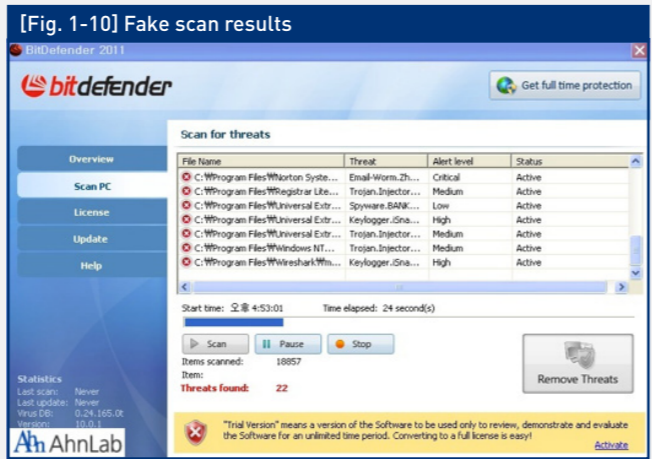 [Fig. 1-10] Fake scan results
BitDefender 2011
bitdefender
Get full time protection
Scan for threats
Overview
Scan PC
License
Update
Help
File Name Threat Alert level Status
C:₩Program Files₩Norton Syste... Email-Worm.Zh... Critical Active
C:₩Program Files₩Registrar Lite... Trojan.Injector... Medium Active
C:₩Program Files₩Universal Extr... Spyware.BANK... Low Active
C:₩Program Files₩Universal Extr... Keylogger.iSna... High Active
C:₩Program Files₩Universal Extr... Trojan.Injector... Medium Active
C:₩Program Files₩Windows NT... Trojan.Injector... Medium Active
C:₩Program Files₩Wireshark₩m... Keylogger.iSna... High Active
Start time: 오후 4:53:01 Time elapsed: 24 second(s)
Scan Pause Stop
Items scanned: 18857
Item:
Threats found: 22
Remove Threats
Statistics
Last scan: Never
Last update: Never
Virus DB: 0.24.165.0t
Version: 10.0.1
"Trial Version" means a version of the Software to be used only to review, demonstrate and evaluate
the Software for an unlimited time period. Converting to a full license is easy!
Activate
Ahn AhnLab